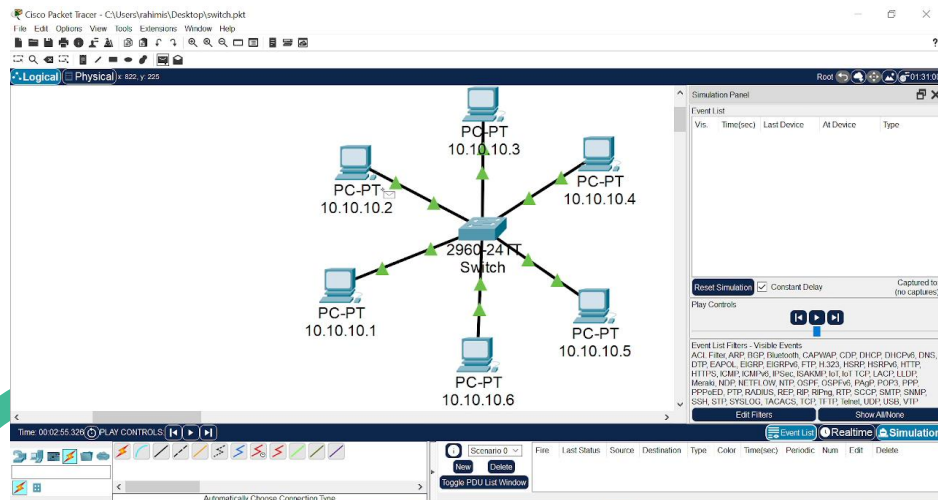 Cisco Packet Tracer - C:\Users\rahimis\Desktop\switch.pkt
File Edit Options View Tools Extensions Window Help
?
Logical Physical x: 822, y: 225
Root 01:31:00
Simulation Panel
Event List
Vis. Time(sec) Last Device At Device Type
PC-PT
10.10.10.3
PC-PT
10.10.10.2
PC-PT
10.10.10.4
2960-24TT
Switch
PC-PT
10.10.10.1
PC-PT
10.10.10.5
PC-PT
10.10.10.6
Reset Simulation Constant Delay
Captured to
(no captures)
Play Controls
Event List Filters - Visible Events
ACL Filter, ARP, BGP, Bluetooth, CAPWAP, CDP, DHCP, DHCPv6, DNS,
DTP, EAPOL, EIGRP, EIGRPv6, FTP, H.323, HSRP, HSRPv6, HTTP,
HTTPS, ICMP, ICMPv6, IPSec, ISAKMP, IoT, IoT TCP, LACP, LLDP,
Meraki, NDP, NETFLOW, NTP, OSPF, OSPFv6, PAgP, POP3, PPP,
PPPoED, PTP, RADIUS, REP, RIP, RIPng, RTP, SCCP, SMTP, SNMP,
SSH, STP, SYSLOG, TACACS, TCP, TFTP, Telnet, UDP, USB, VTP
Edit Filters Show All/None
Time: 00:02:55.326 PLAY CONTROLS:
Event List Realtime Simulation
Scenario 0
New Delete
Toggle PDU List Window
Fire Last Status Source Destination Type Color Time(sec) Periodic Num Edit Delete
Automatically Choose Connection Type